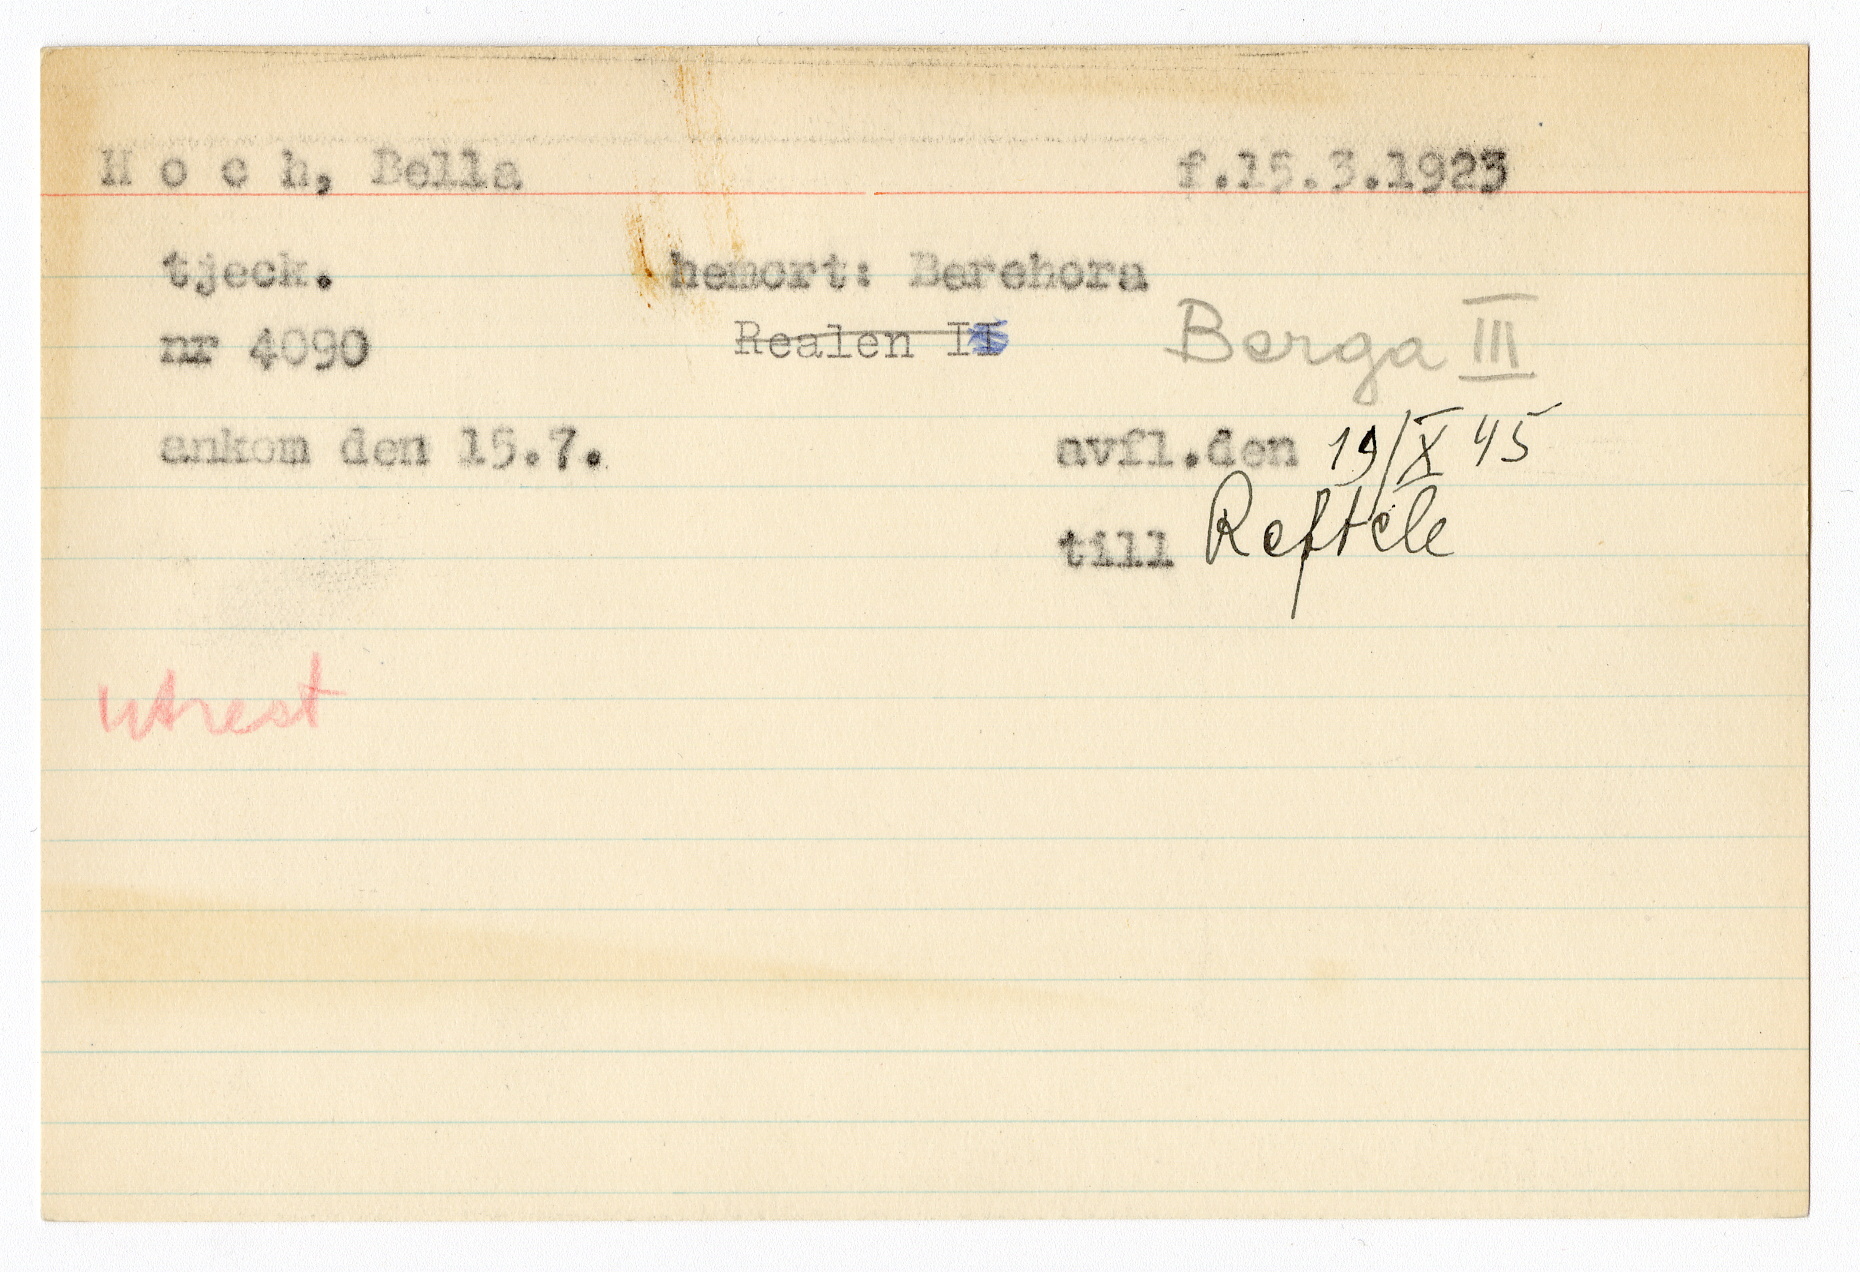 H o c h, Bella f.15.3.1923
tjeck. hemort: Berehora
nr 4090 Realen II Berga III
ankom den 15.7. avfl.den 19/X 45
till Reftele
utrest